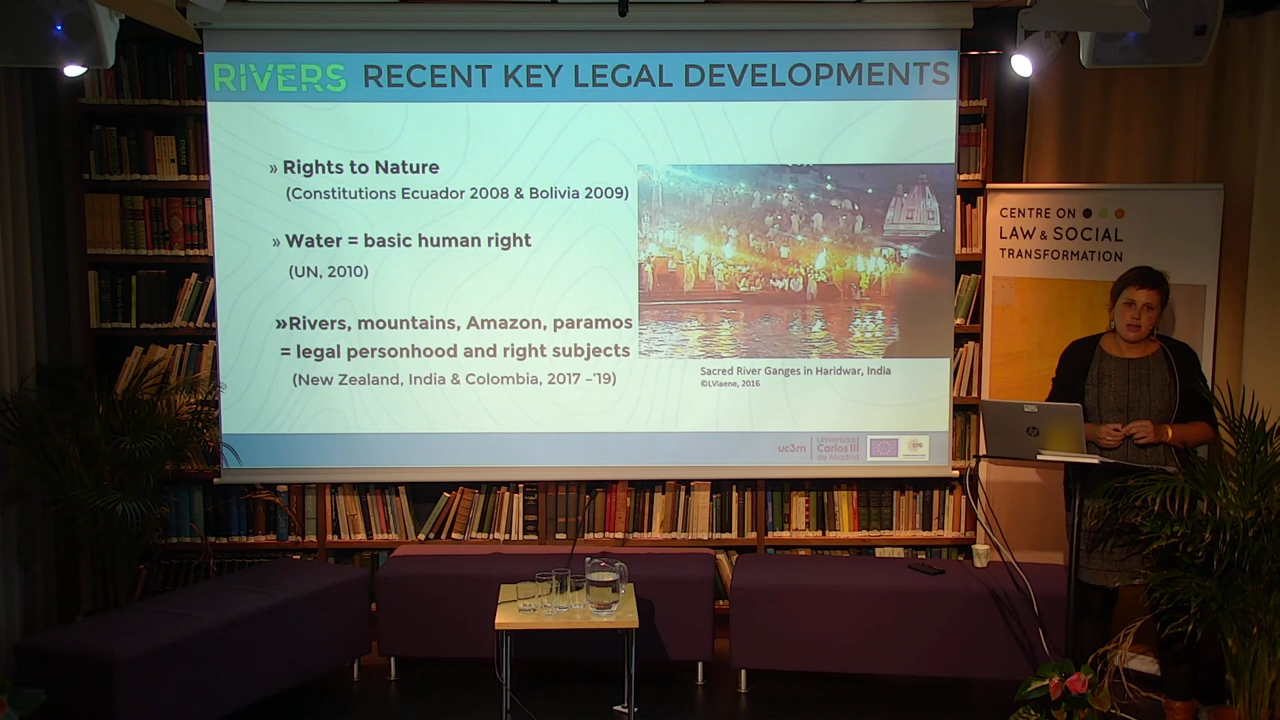 RIVERS RECENT KEY LEGAL DEVELOPMENTS
» Rights to Nature
(Constitutions Ecuador 2008 & Bolivia 2009)
» Water = basic human right
(UN, 2010)
»Rivers, mountains, Amazon, paramos
= legal personhood and right subjects
(New Zealand, India & Colombia, 2017 -'19)
Sacred River Ganges in Haridwar, India
©LViaene, 2016
uc3m
Universidad
Carlos III
de Madrid
CENTRE ON
LAW & SOCIAL
TRANSFORMATION
hp